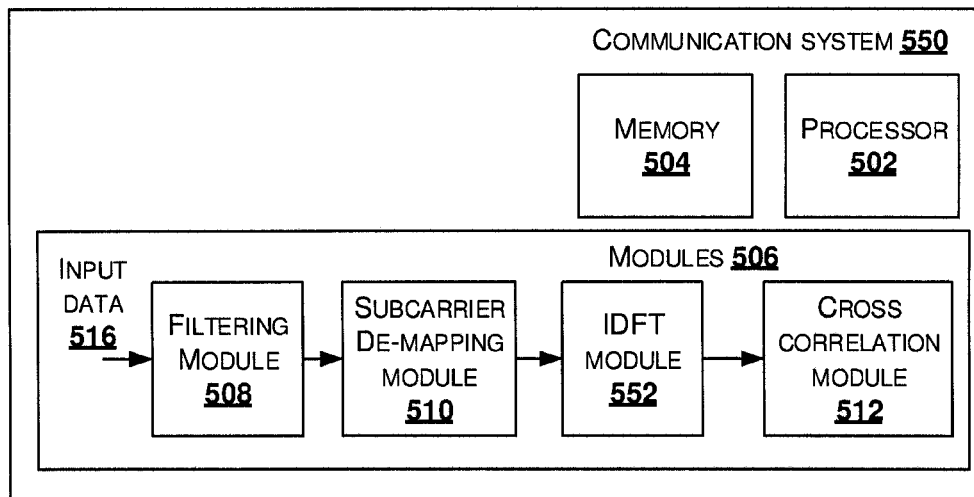 COMMUNICATION SYSTEM 550
MEMORY
504
PROCESSOR
502
MODULES 506
INPUT
DATA
516
FILTERING
MODULE
508
SUBCARRIER
DE-MAPPING
MODULE
510
IDFT
MODULE
552
CROSS
CORRELATION
MODULE
512